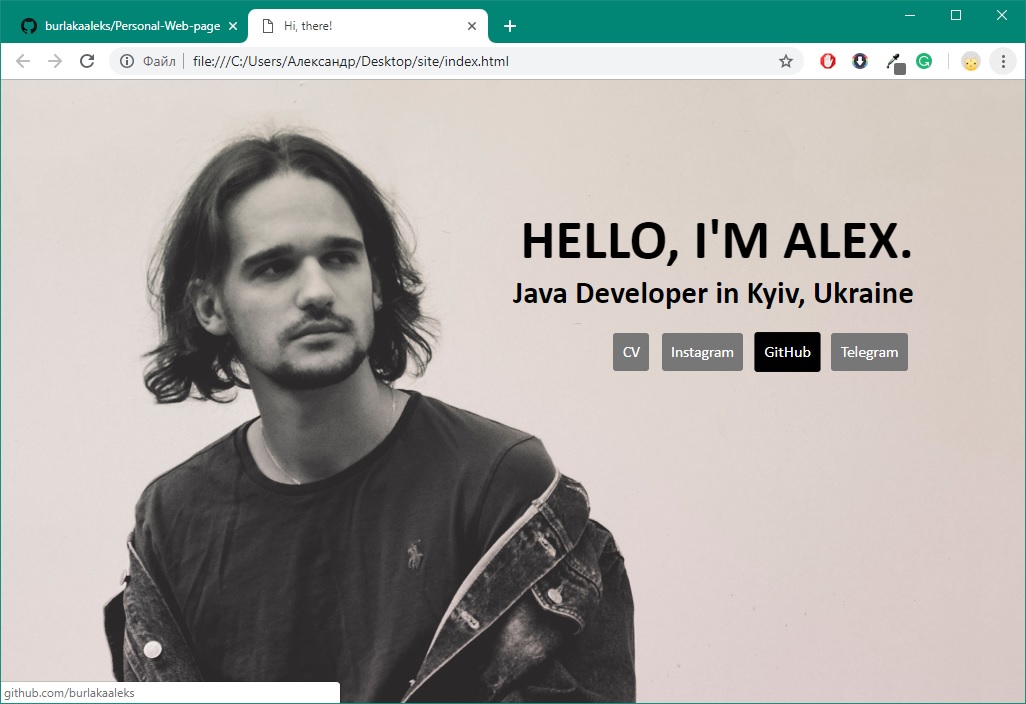 burlakaaleks/Personal-Web-page
Hi, there!
Файл
file:///C:/Users/Александр/Desktop/site/index.html
HELLO, I'M ALEX.
Java Developer in Kyiv, Ukraine
CV Instagram GitHub Telegram
github.com/burlakaaleks